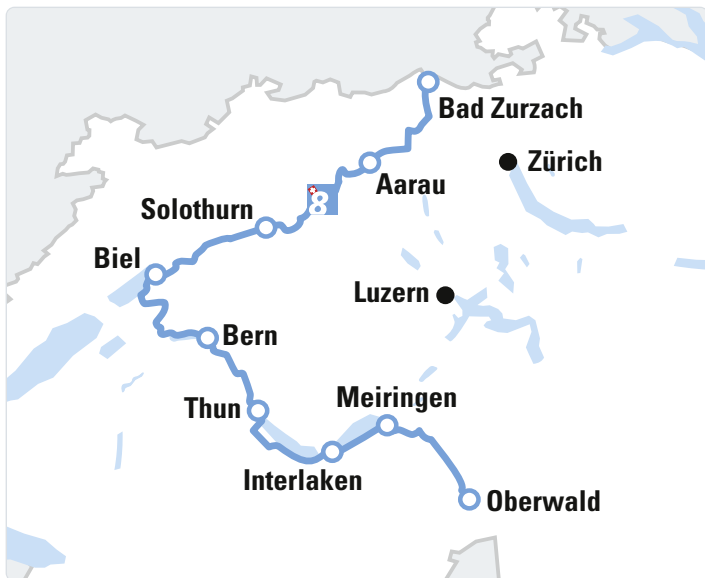 Bad Zurzach
Zürich
Aarau
8
Solothurn
Biel
Luzern
Bern
Meiringen
Thun
Interlaken
Oberwald